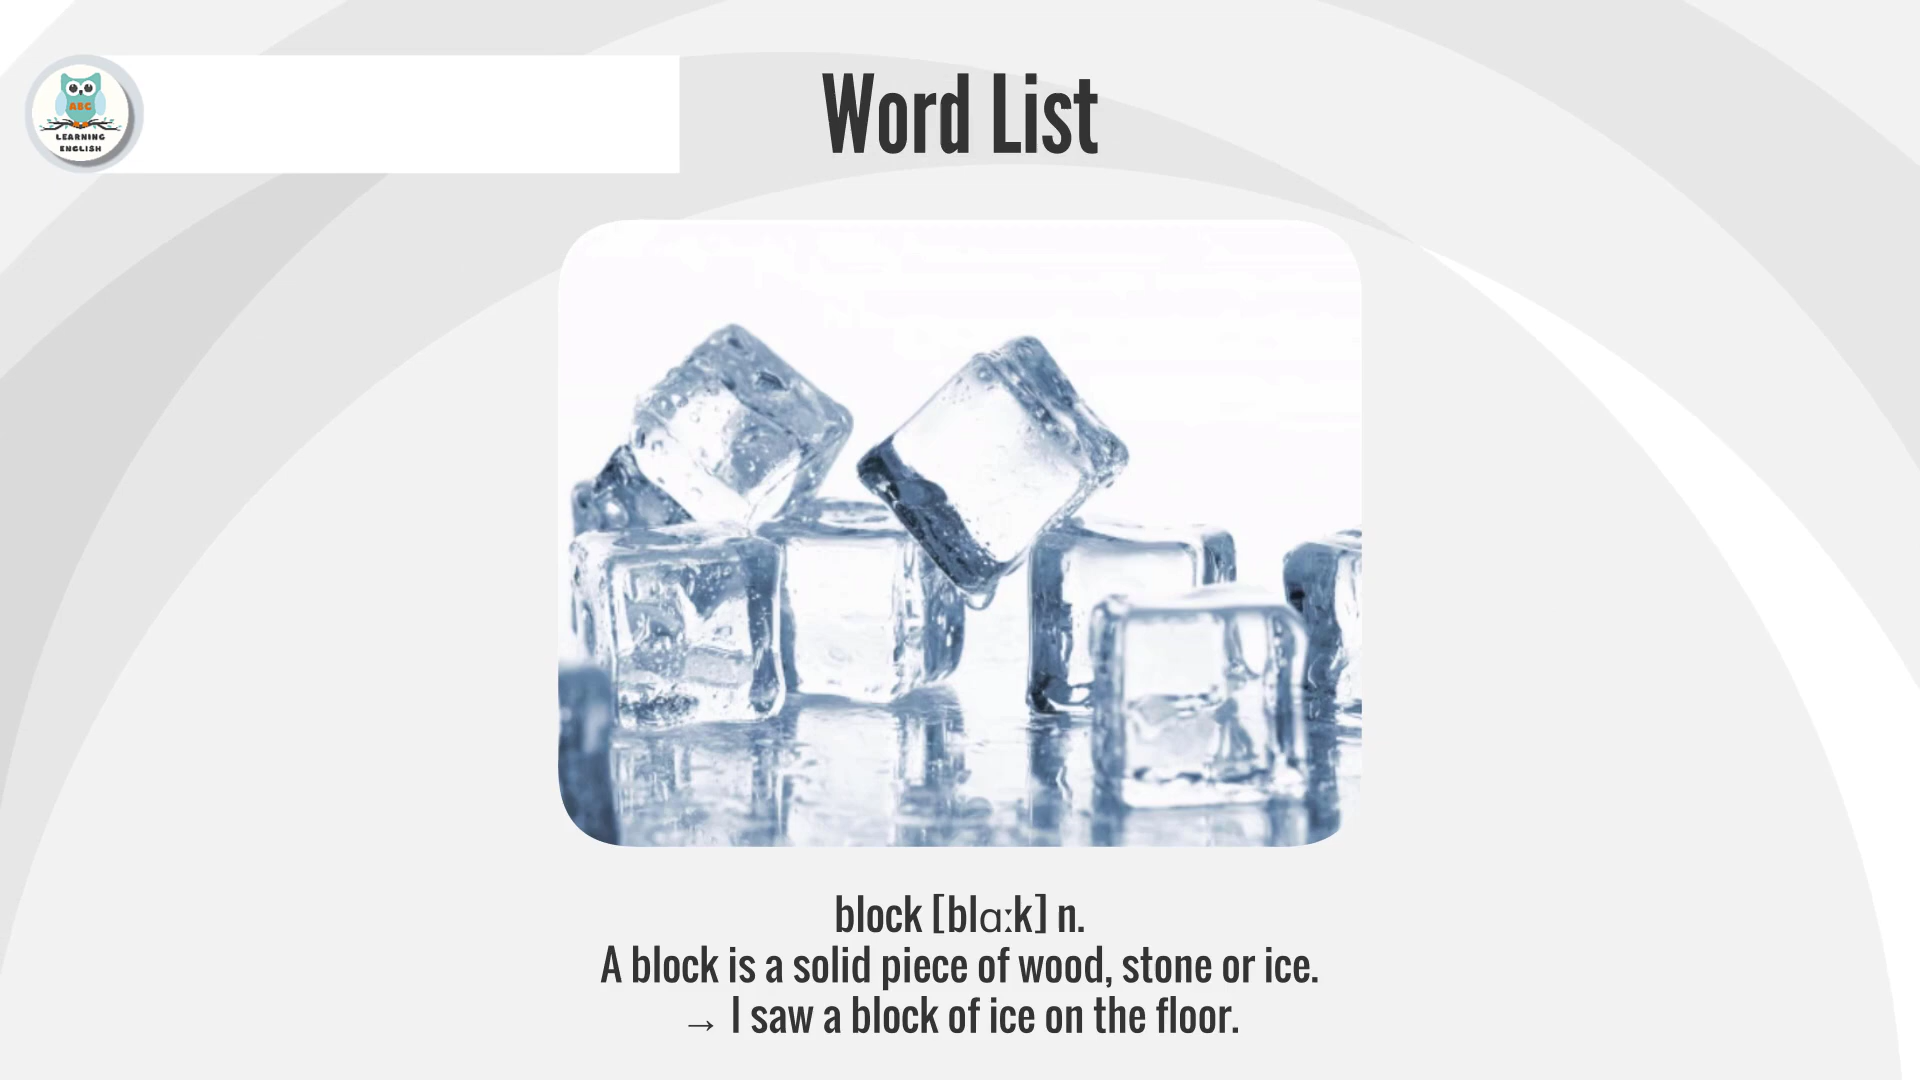 ABC
LEARNING
ENGLISH
Word List
block [blɑːk] n.
A block is a solid piece of wood, stone or ice.
→ I saw a block of ice on the floor.